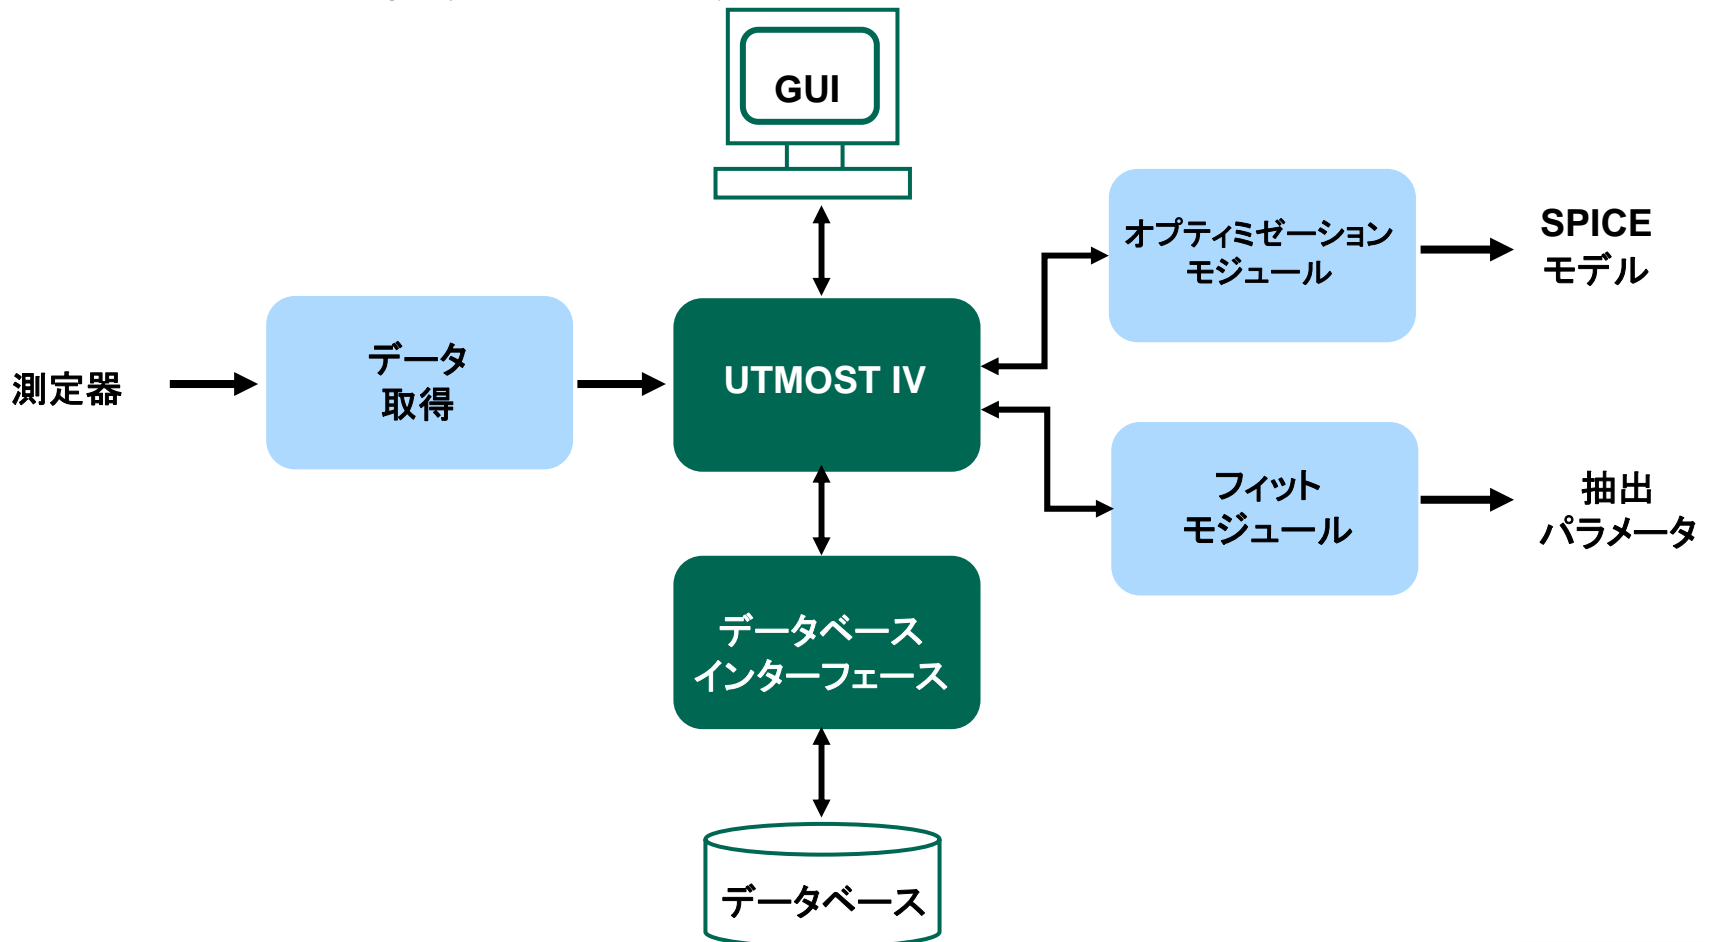 GUI
オプティミゼーション
モジュール
SPICE
モデル
測定器
データ
取得
UTMOST IV
フィット
モジュール
抽出
パラメータ
データベース
インターフェース
データベース